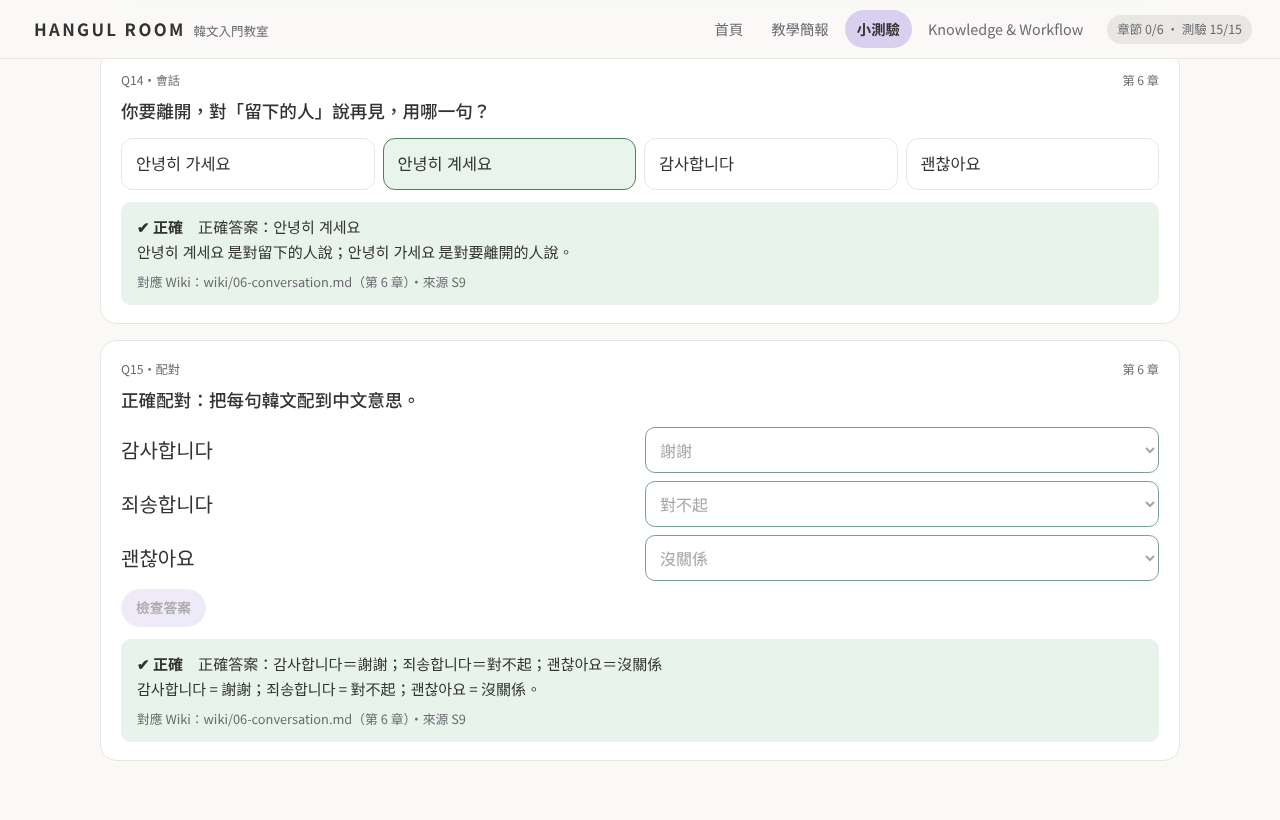 HANGUL ROOM 韓文入門教室 首頁 教學簡報 小測驗 Knowledge & Workflow 章節 0/6 ・ 測驗 15/15
Q14・會話 第 6 章
你要離開，對「留下的人」說再見，用哪一句？
안녕히 가세요 안녕히 계세요 감사합니다 괜찮아요
✔ 正確 正確答案：안녕히 계세요
안녕히 계세요 是對留下的人說；안녕히 가세요 是對要離開的人說。
對應 Wiki：wiki/06-conversation.md（第 6 章）・來源 S9
Q15・配對 第 6 章
正確配對：把每句韓文配到中文意思。
감사합니다 謝謝
죄송합니다 對不起
괜찮아요 沒關係
檢查答案
✔ 正確 正確答案：감사합니다＝謝謝；죄송합니다＝對不起；괜찮아요＝沒關係
감사합니다 = 謝謝；죄송합니다 = 對不起；괜찮아요 = 沒關係。
對應 Wiki：wiki/06-conversation.md（第 6 章）・來源 S9